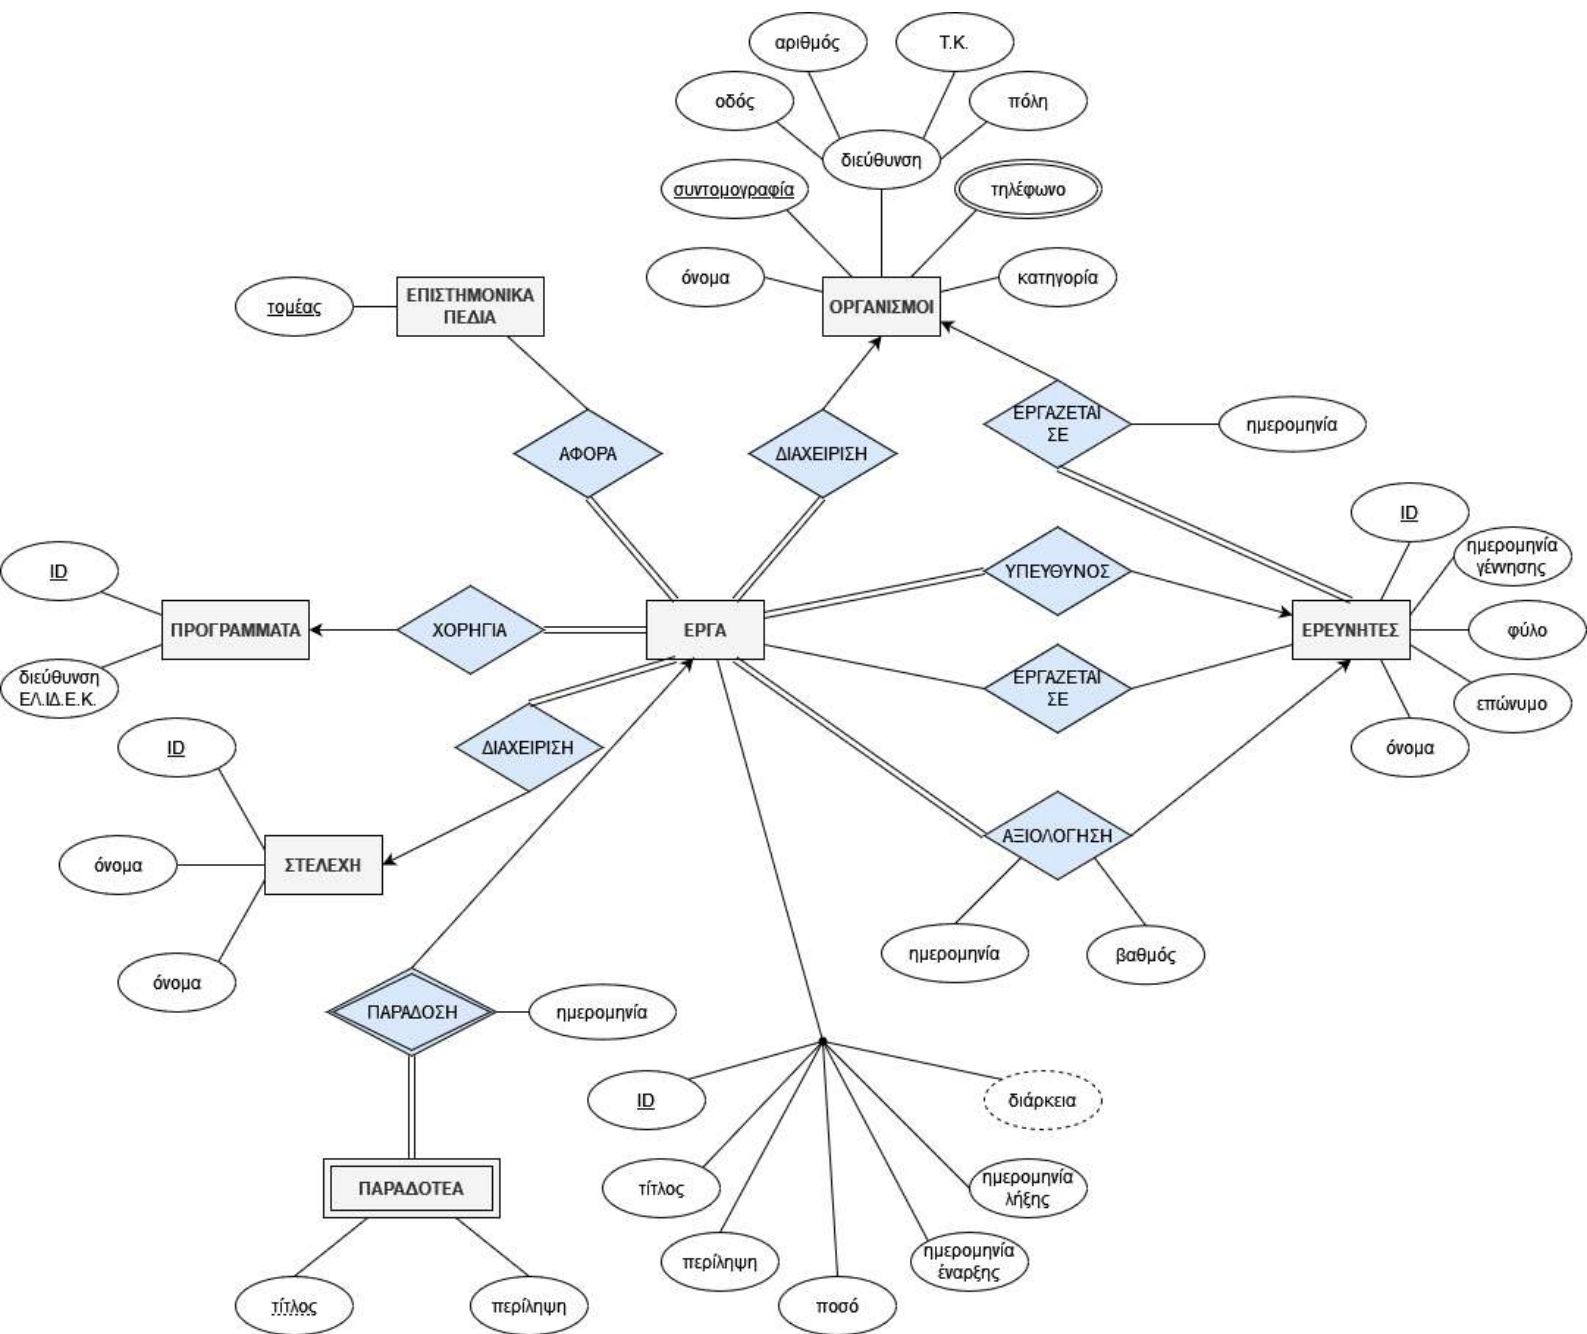 αριθμός
Τ.Κ.
οδός
πόλη
διεύθυνση
συντομογραφία
τηλέφωνο
όνομα
κατηγορία
τομέας
ΕΠΙΣΤΗΜΟΝΙΚΑ
ΠΕΔΙΑ
ΟΡΓΑΝΙΣΜΟΙ
ΑΦΟΡΑ
ΔΙΑΧΕΙΡΙΣΗ
ΕΡΓΑΖΕΤΑΙ
ΣΕ
ημερομηνία
ID
ημερομηνία
γέννησης
ID
ΥΠΕΥΘΥΝΟΣ
ΠΡΟΓΡΑΜΜΑΤΑ
ΧΟΡΗΓΙΑ
ΕΡΓΑ
ΕΡΕΥΝΗΤΕΣ
φύλο
διεύθυνση
ΕΛ.ΙΔ.Ε.Κ.
ΕΡΓΑΖΕΤΑΙ
ΣΕ
επώνυμο
ID
ΔΙΑΧΕΙΡΙΣΗ
όνομα
όνομα
ΣΤΕΛΕΧΗ
ΑΞΙΟΛΟΓΗΣΗ
όνομα
ημερομηνία
βαθμός
ΠΑΡΑΔΟΣΗ
ημερομηνία
ID
διάρκεια
ΠΑΡΑΔΟΤΕΑ
τίτλος
ημερομηνία
λήξης
περίληψη
ημερομηνία
έναρξης
τίτλος
περίληψη
ποσό